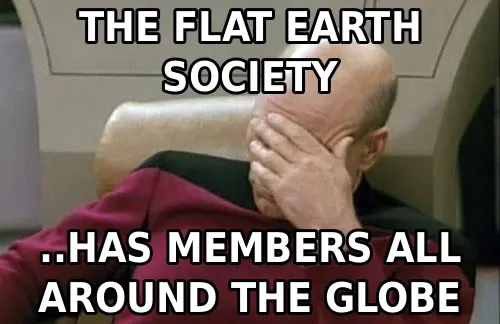 THE FLAT EARTH
SOCIETY
..HAS MEMBERS ALL
AROUND THE GLOBE